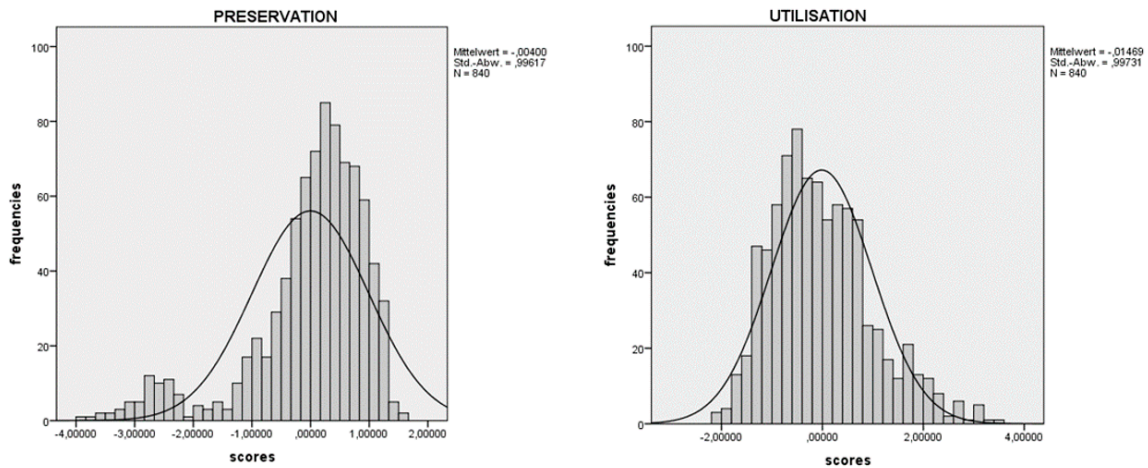 PRESERVATION
Mittelwert = -,00400
Std.-Abw. = ,99617
N = 840
100
80
60
40
20
0
frequencies
-4,00000 -3,00000 -2,00000 -1,00000 ,00000 1,00000 2,00000
scores
UTILISATION
Mittelwert = -,01469
Std.-Abw. = ,99731
N = 840
100
80
60
40
20
0
frequencies
-2,00000 ,00000 2,00000 4,00000
scores